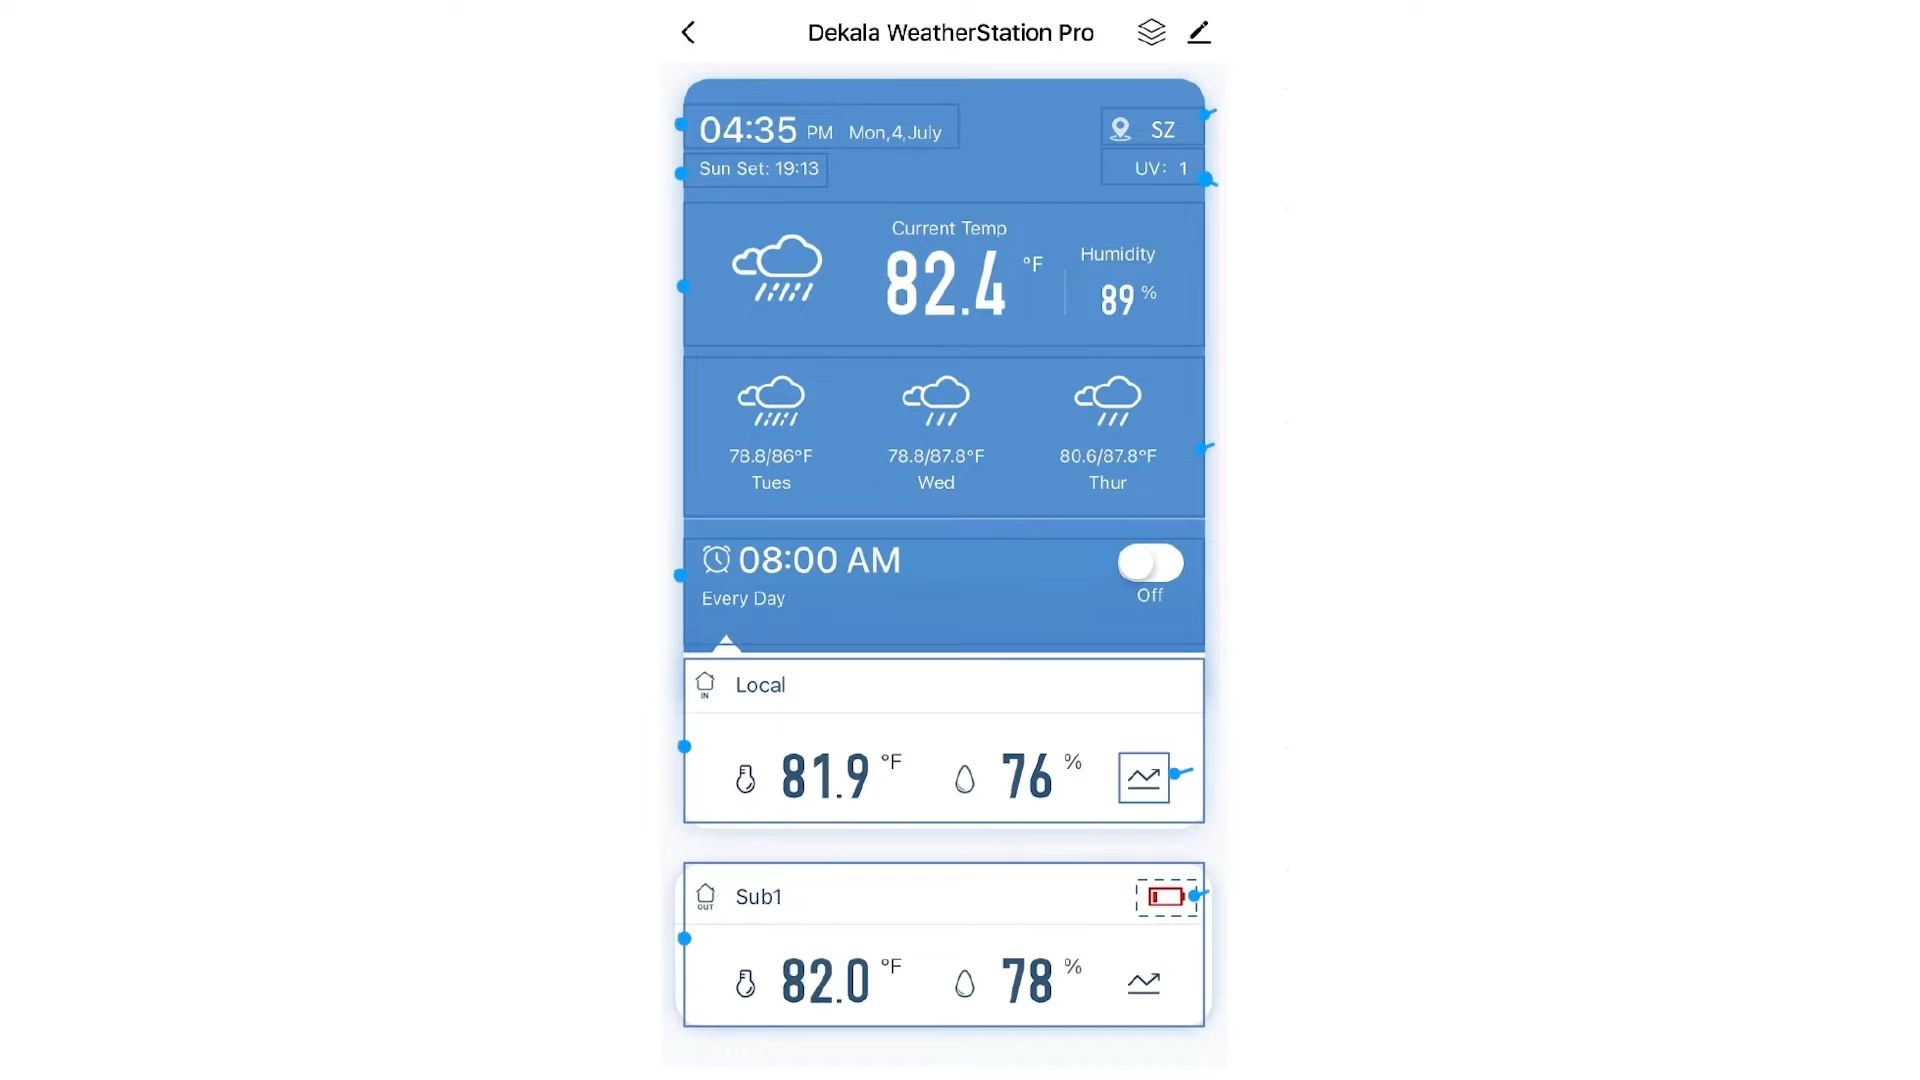 Dekala WeatherStation Pro
04:35 PM Mon,4,July
SZ
Sun Set: 19:13
UV: 1
Current Temp
82.4 °F
Humidity
89 %
78.8/86°F
Tues
78.8/87.8°F
Wed
80.6/87.8°F
Thur
08:00 AM
Every Day
Off
IN
Local
81.9 °F
76 %
OUT
Sub1
82.0 °F
78 %